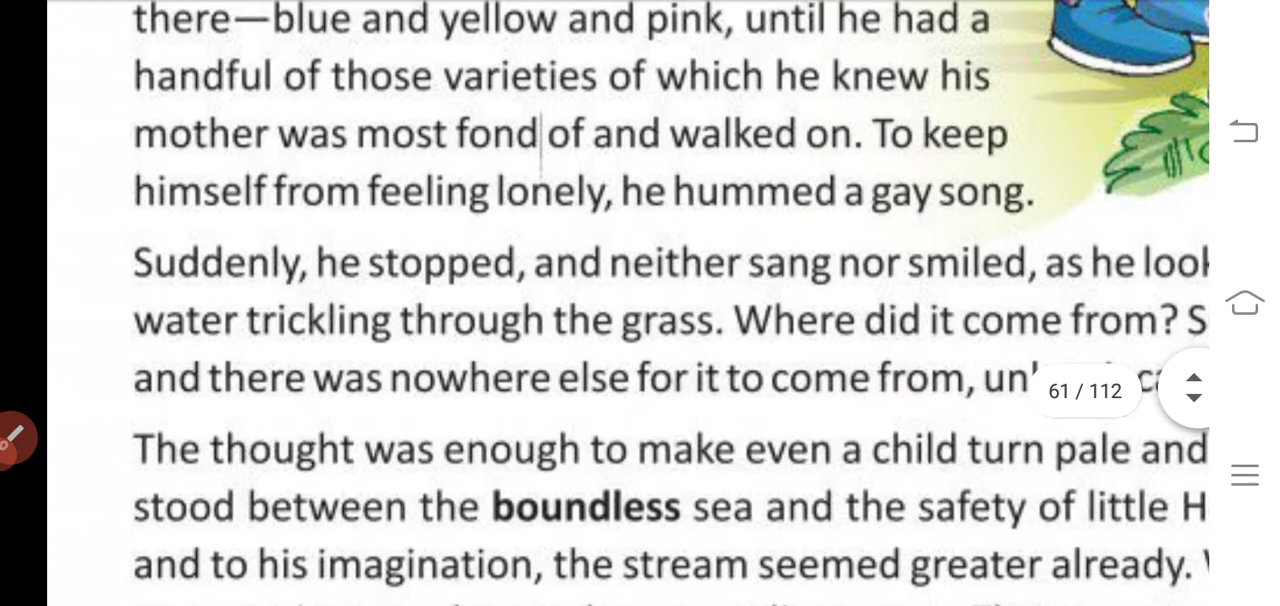 there—blue and yellow and pink, until he had a
handful of those varieties of which he knew his
mother was most fond of and walked on. To keep
himself from feeling lonely, he hummed a gay song.
Suddenly, he stopped, and neither sang nor smiled, as he
water trickling through the grass. Where did it come from?
and there was nowhere else for it to come from,
61 / 112
The thought was enough to make even a child turn pale and
stood between the boundless sea and the safety of little
and to his imagination, the stream seemed greater already.